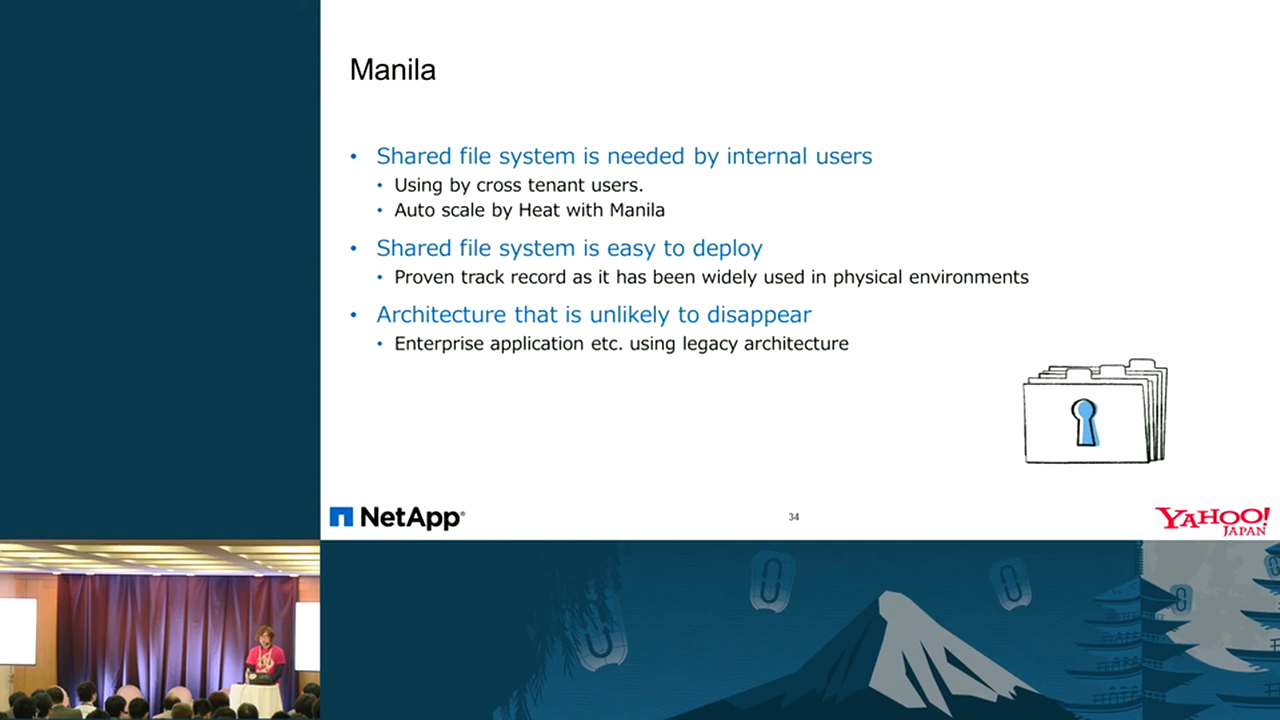 Manila
• Shared file system is needed by internal users
• Using by cross tenant users.
• Auto scale by Heat with Manila
• Shared file system is easy to deploy
• Proven track record as it has been widely used in physical environments
• Architecture that is unlikely to disappear
• Enterprise application etc. using legacy architecture
NetApp®
34
YAHOO!
JAPAN